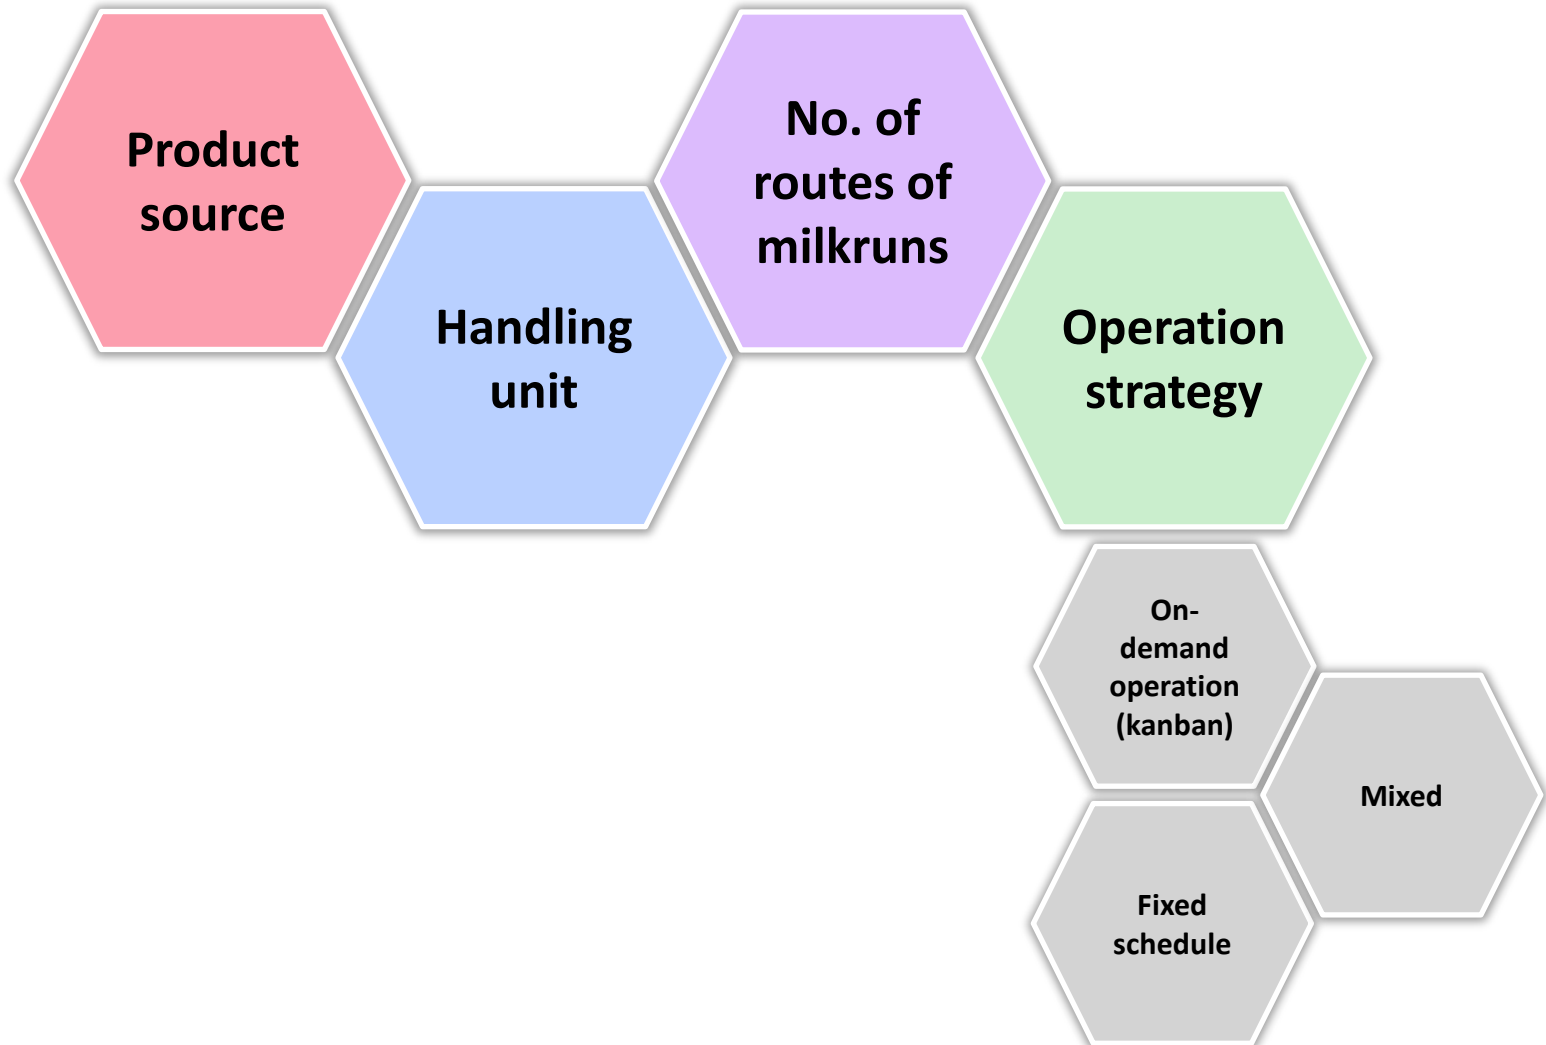 Product
source
Handling
unit
No. of
routes of
milkruns
Operation
strategy
On-
demand
operation
(kanban)
Mixed
Fixed
schedule